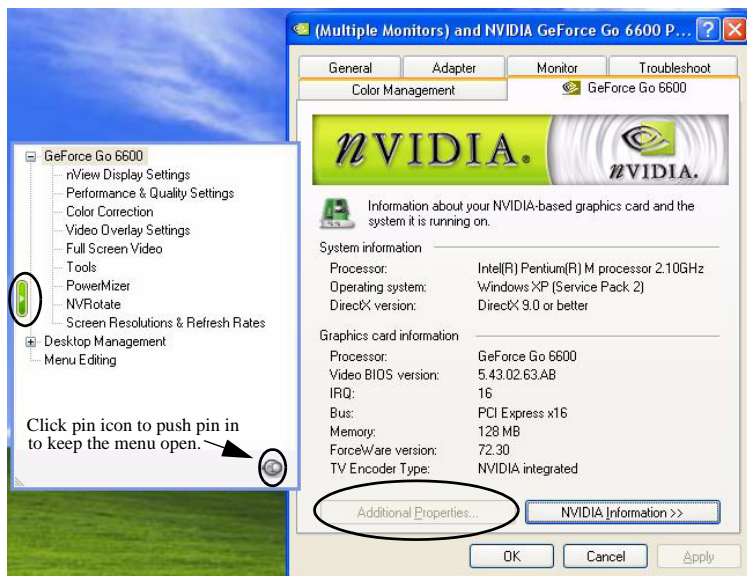 (Multiple Monitors) and NVIDIA GeForce Go 6600 P...
General Adapter Monitor Troubleshoot
Color Management GeForce Go 6600
nVIDIA.
nVIDIA.
Information about your NVIDIA-based graphics card and the
system it is running on.
System information
Processor: Intel(R) Pentium(R) M processor 2.10GHz
Operating system: Windows XP (Service Pack 2)
DirectX version: DirectX 9.0 or better
Graphics card information
Processor: GeForce Go 6600
Video BIOS version: 5.43.02.63.AB
IRQ: 16
Bus: PCI Express x16
Memory: 128 MB
ForceWare version: 72.30
TV Encoder Type: NVIDIA integrated
Additional Properties...
NVIDIA Information >>
OK
Cancel
Apply
GeForce Go 6600
nView Display Settings
Performance & Quality Settings
Color Correction
Video Overlay Settings
Full Screen Video
Tools
PowerMizer
NVRotate
Screen Resolutions & Refresh Rates
Desktop Management
Menu Editing
Click pin icon to push pin in
to keep the menu open.